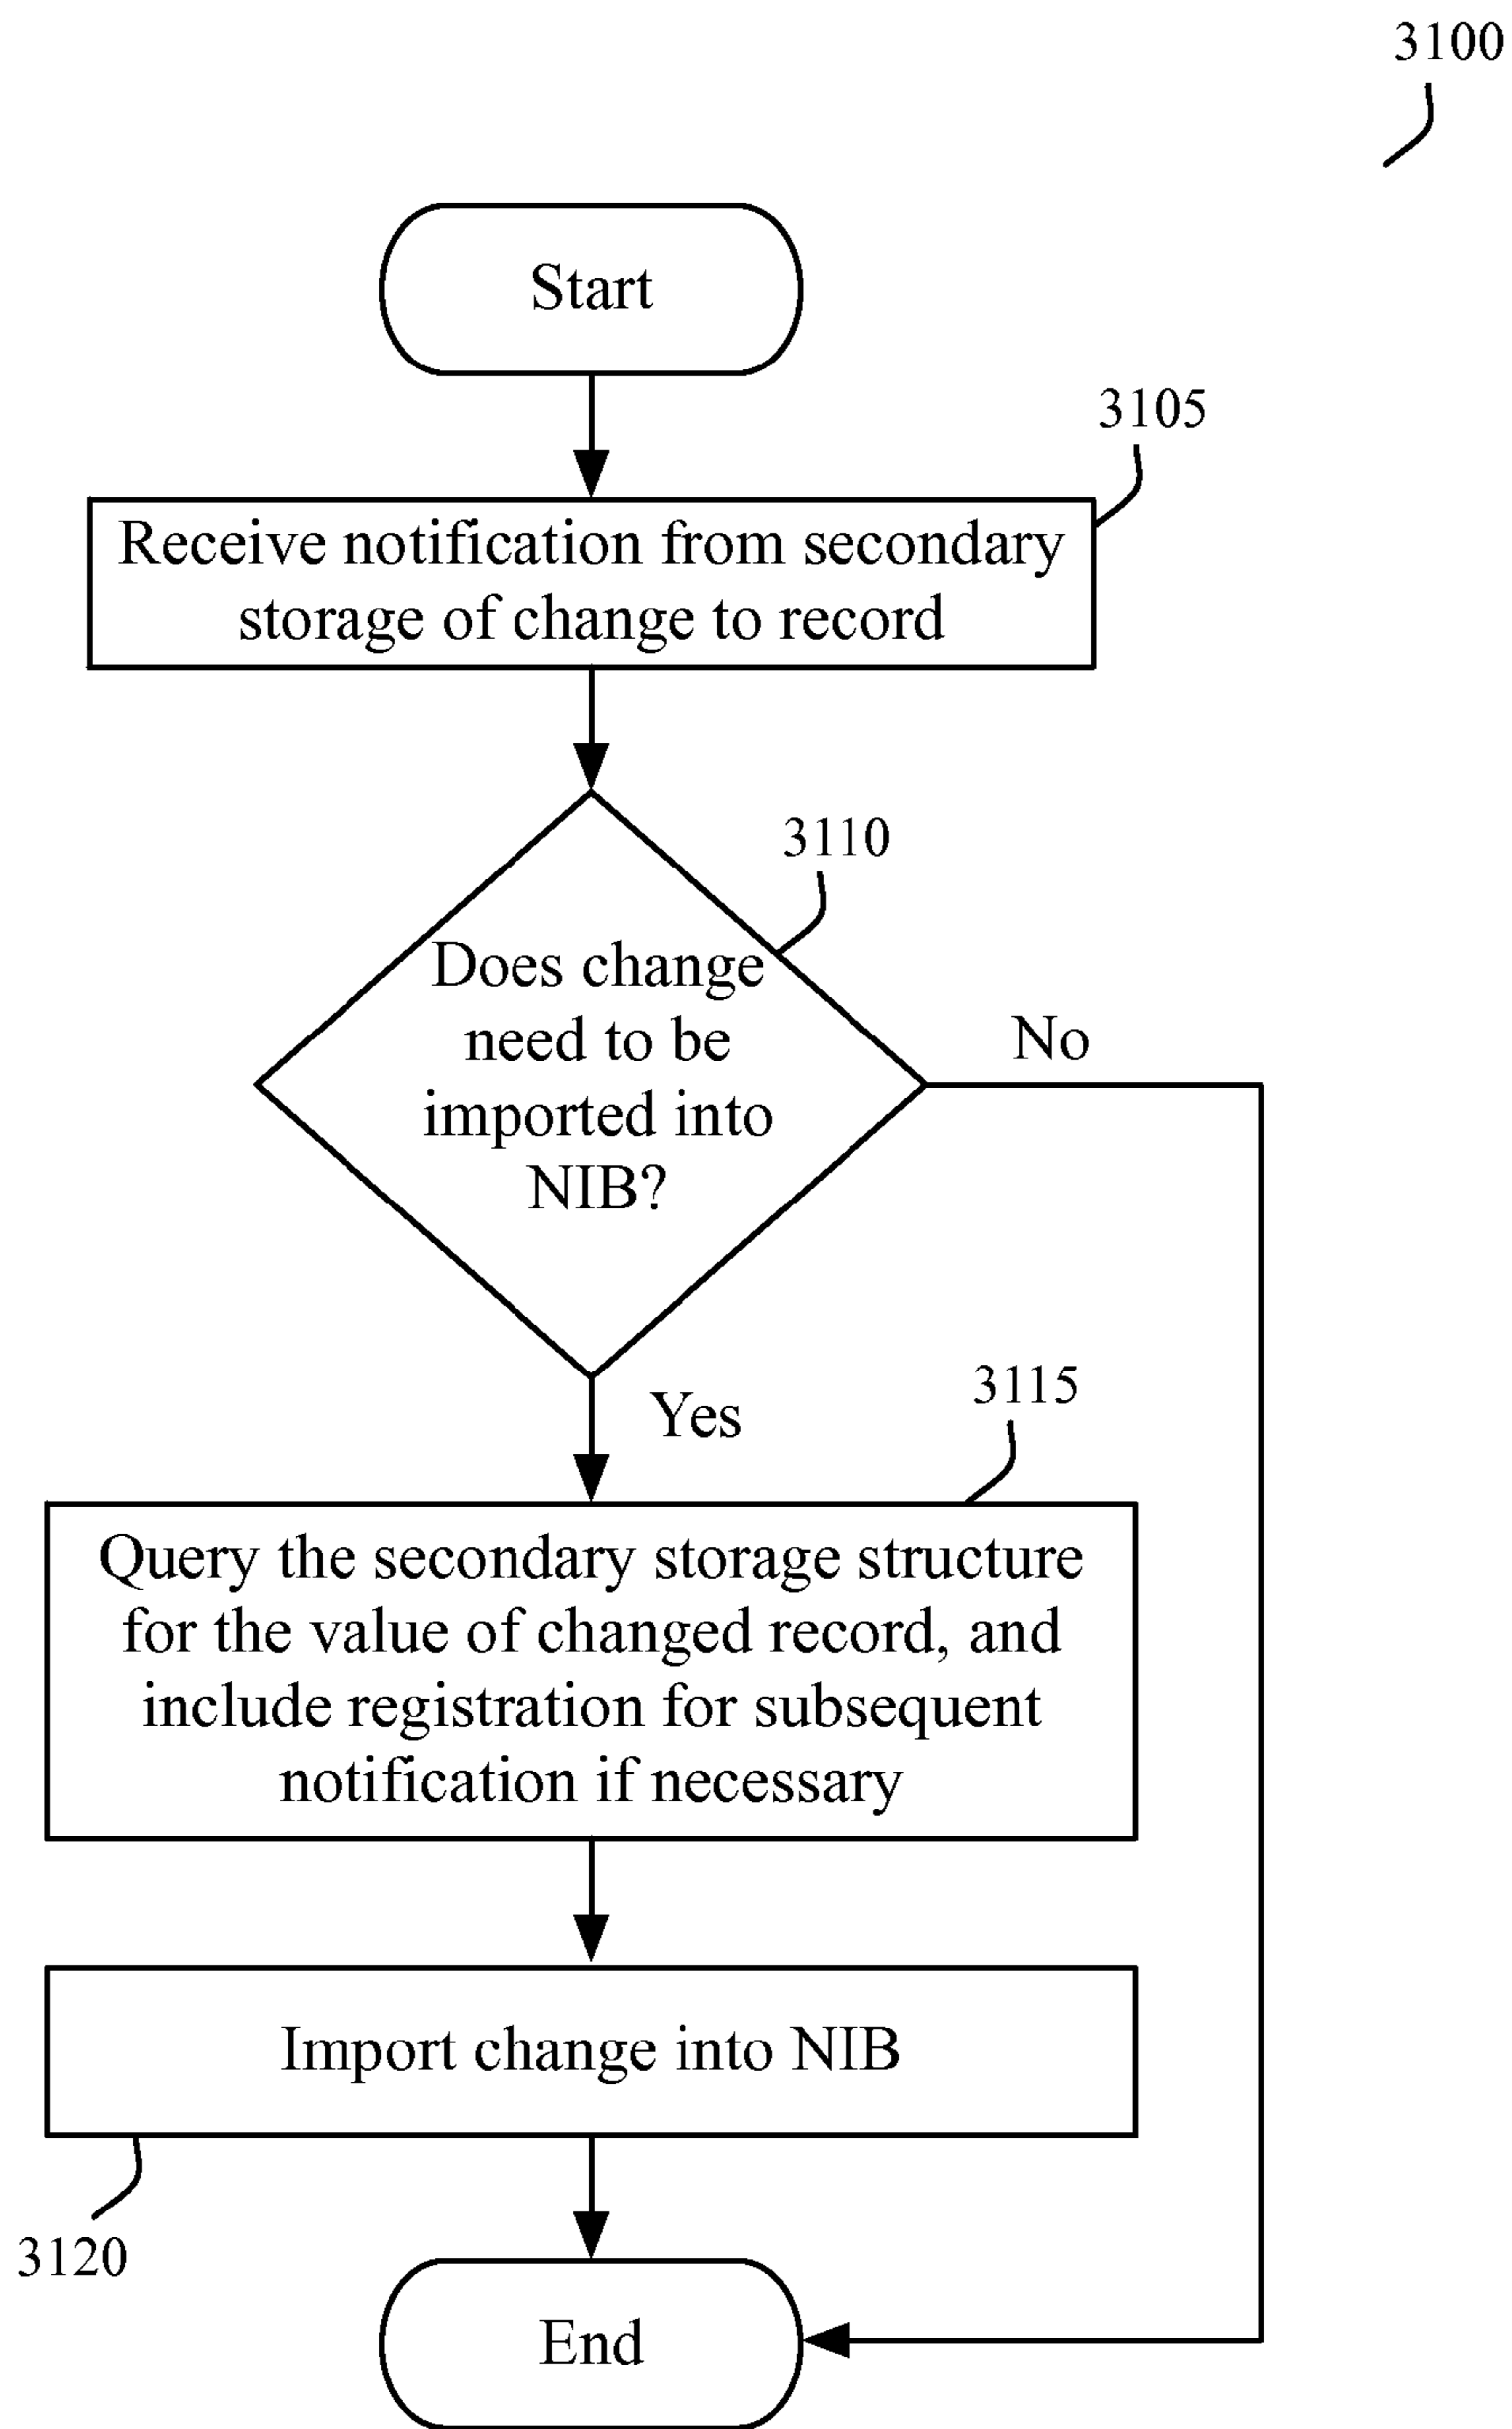 3100
Start
3105
Receive notification from secondary
storage of change to record
3110
Does change
need to be
imported into
NIB?
No
Yes
3115
Query the secondary storage structure
for the value of changed record, and
include registration for subsequent
notification if necessary
Import change into NIB
3120
End